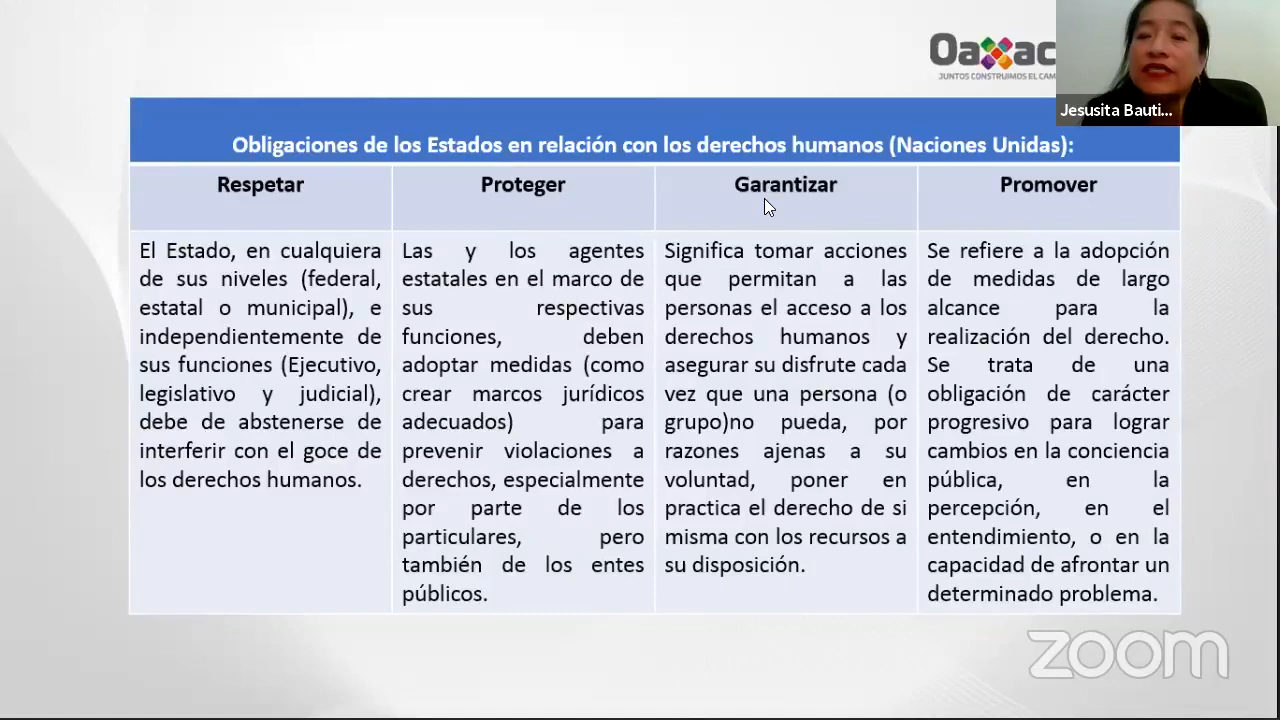 Oaxac
JUNTOS CONSTRUIMOS EL CAM
Jesusita Bauti...
Obligaciones de los Estados en relación con los derechos humanos (Naciones Unidas):
Respetar
El Estado, en cualquiera
de sus niveles (federal,
estatal o municipal), e
independientemente de
sus funciones (Ejecutivo,
legislativo y judicial),
debe de abstenerse de
interferir con el goce de
los derechos humanos.
Proteger
Las y los agentes
estatales en el marco de
sus respectivas
funciones, deben
adoptar medidas (como
crear marcos jurídicos
adecuados) para
prevenir violaciones a
derechos, especialmente
por parte de los
particulares, pero
también de los entes
públicos.
Garantizar
Significa tomar acciones
que permitan a las
personas el acceso a los
derechos humanos y
asegurar su disfrute cada
vez que una persona (o
grupo)no pueda, por
razones ajenas a su
voluntad, poner en
practica el derecho de si
misma con los recursos a
su disposición.
Promover
Se refiere a la adopción
de medidas de largo
alcance para la
realización del derecho.
Se trata de una
obligación de carácter
progresivo para lograr
cambios en la conciencia
pública, en la
percepción, en el
entendimiento, o en la
capacidad de afrontar un
determinado problema.
zoom